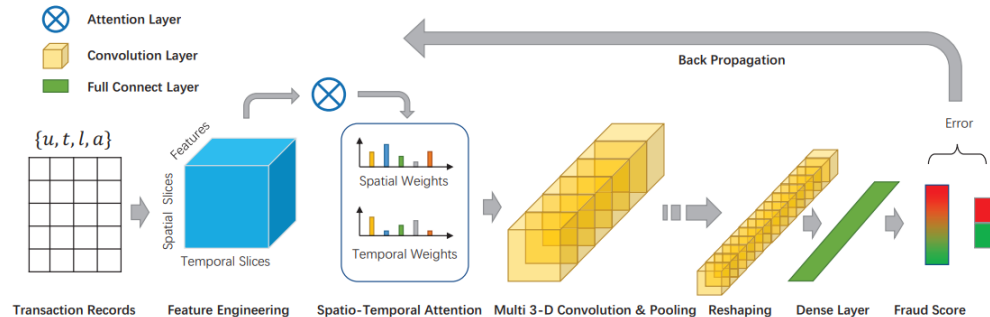 Attention Layer
Convolution Layer
Full Connect Layer
Back Propagation
{u, t, l, a}
Features
Spatial Slices
Temporal Slices
Spatial Weights
Temporal Weights
Error
Transaction Records
Feature Engineering
Spatio-Temporal Attention
Multi 3-D Convolution & Pooling
Reshaping
Dense Layer
Fraud Score